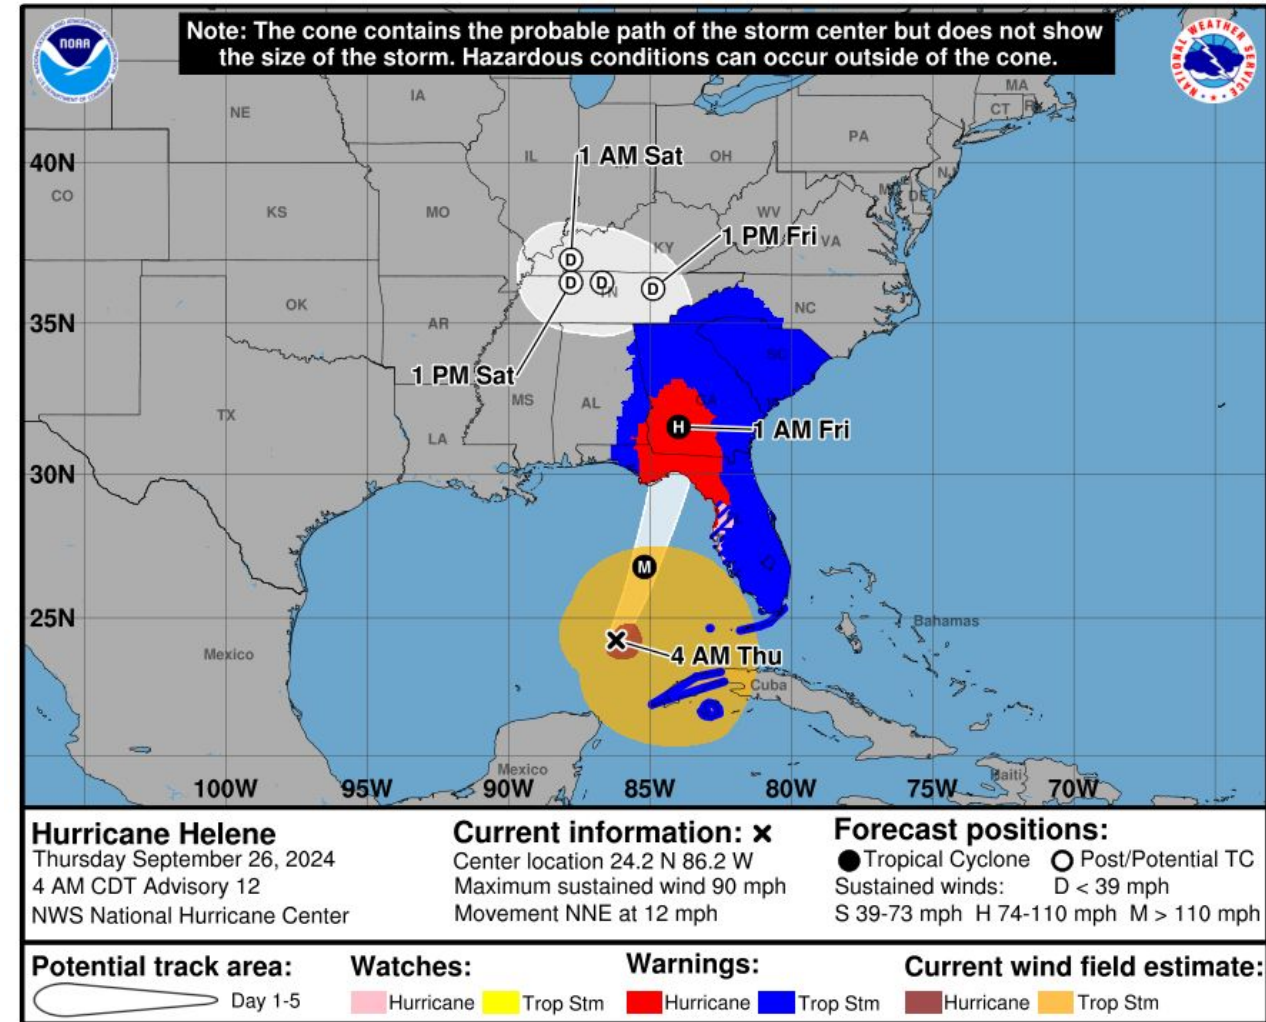 Note: The cone contains the probable path of the storm center but does not show
the size of the storm. Hazardous conditions can occur outside of the cone.
NOAA
NATIONAL WEATHER SERVICE
MA
CT
IA
NE
PA
40N
IL
1 AM Sat
OH
NJ
DE
CO
KS
MO
WV
VA
KY
1 PM Fri
D
D
D
D
TN
OK
AR
NC
35N
SC
1 PM Sat
MS
AL
GA
TX
LA
H
1 AM Fri
30N
M
25N
Bahamas
Mexico
4 AM Thu
Cuba
Mexico
Haiti
100W 95W 90W 85W 80W 75W 70W
Hurricane Helene
Thursday September 26, 2024
4 AM CDT Advisory 12
NWS National Hurricane Center
Current information: ×
Center location 24.2 N 86.2 W
Maximum sustained wind 90 mph
Movement NNE at 12 mph
Forecast positions:
Tropical Cyclone Post/Potential TC
Sustained winds: D < 39 mph
S 39-73 mph H 74-110 mph M > 110 mph
Potential track area:
Day 1-5
Watches:
Hurricane Trop Stm
Warnings:
Hurricane Trop Stm
Current wind field estimate:
Hurricane Trop Stm